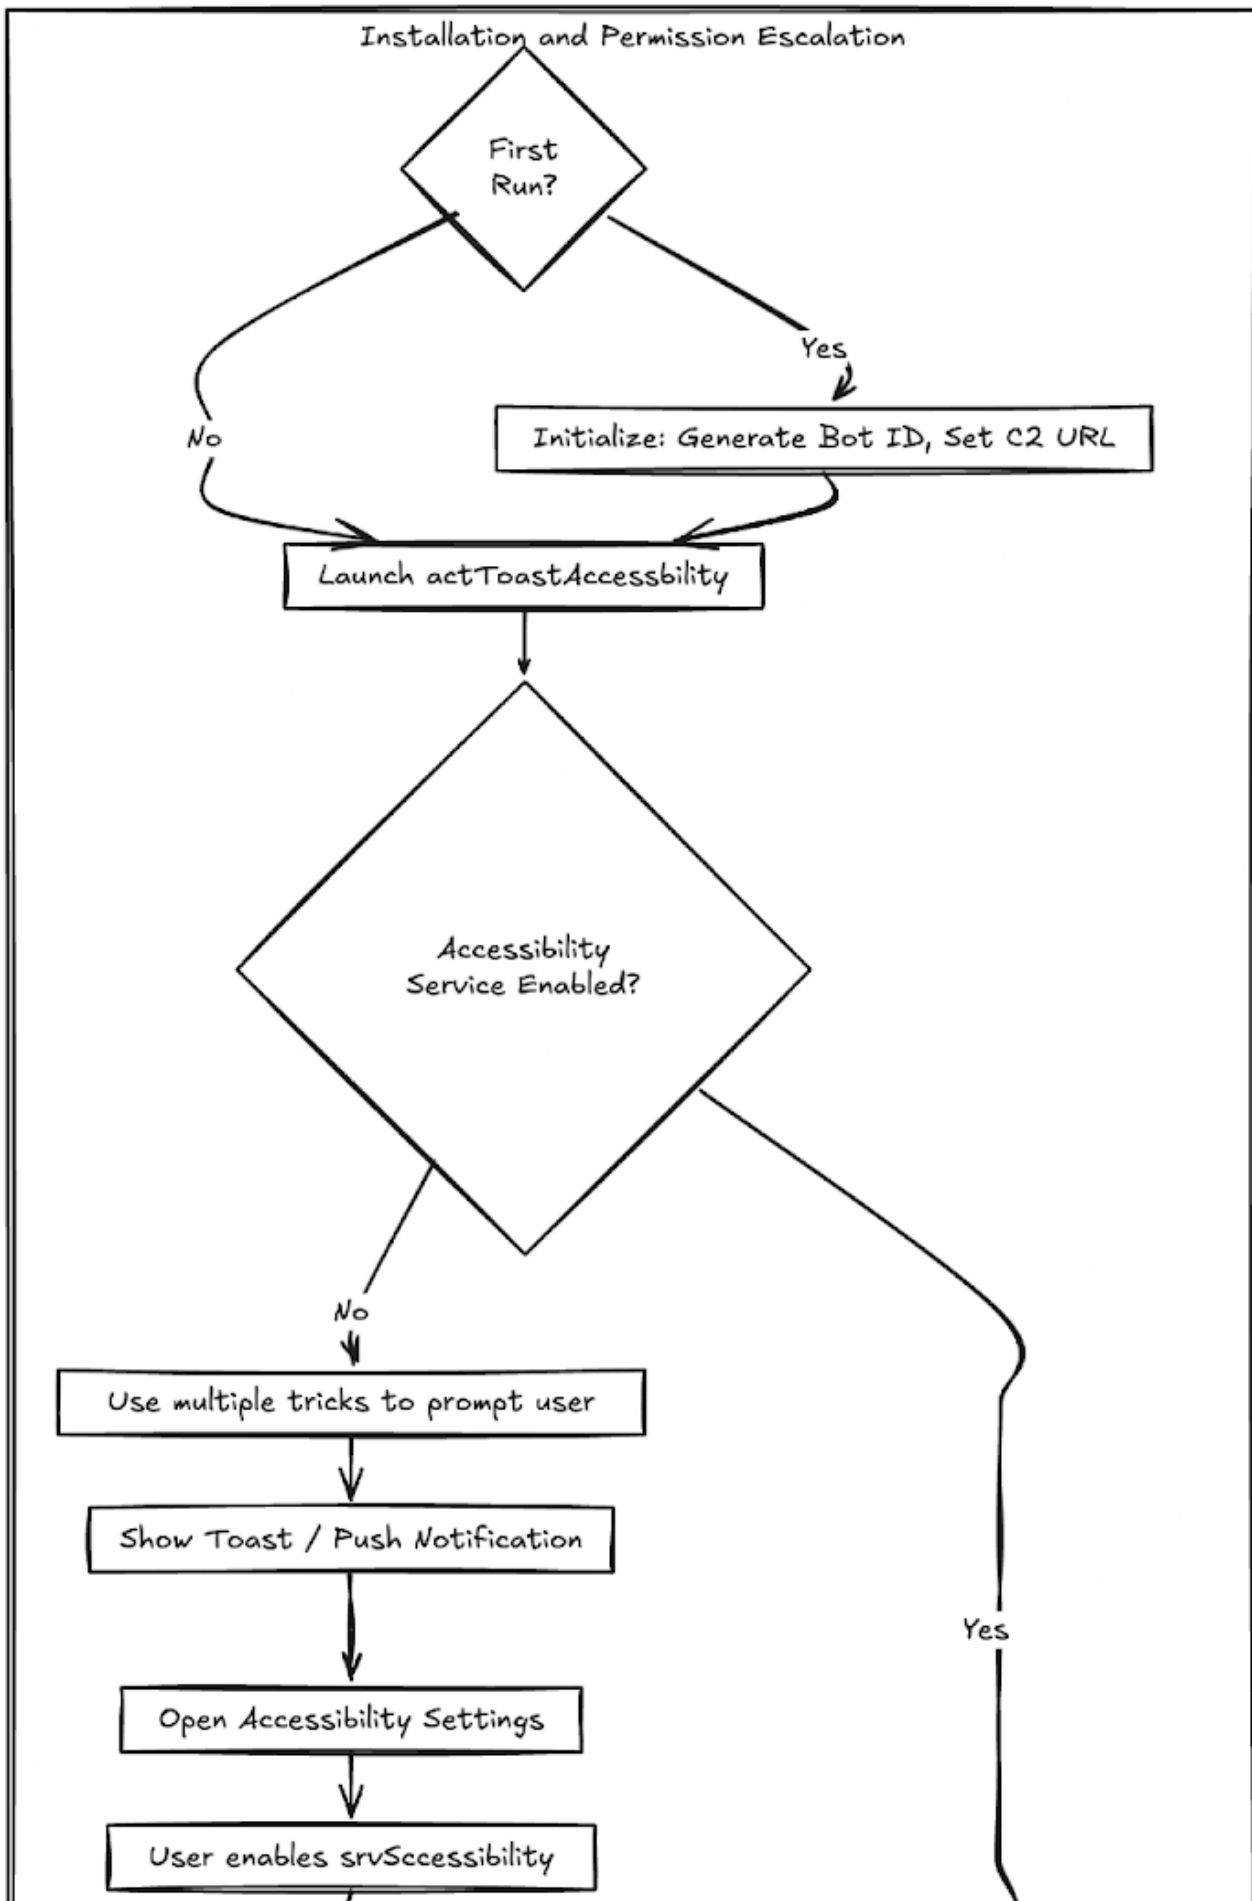 Installation and Permission Escalation
First
Run?
Yes
No
Initialize: Generate Bot ID, Set C2 URL
Launch actToastAccessbility
Accessibility
Service Enabled?
No
Use multiple tricks to prompt user
Show Toast / Push Notification
Yes
Open Accessibility Settings
User enables srvSccessibility